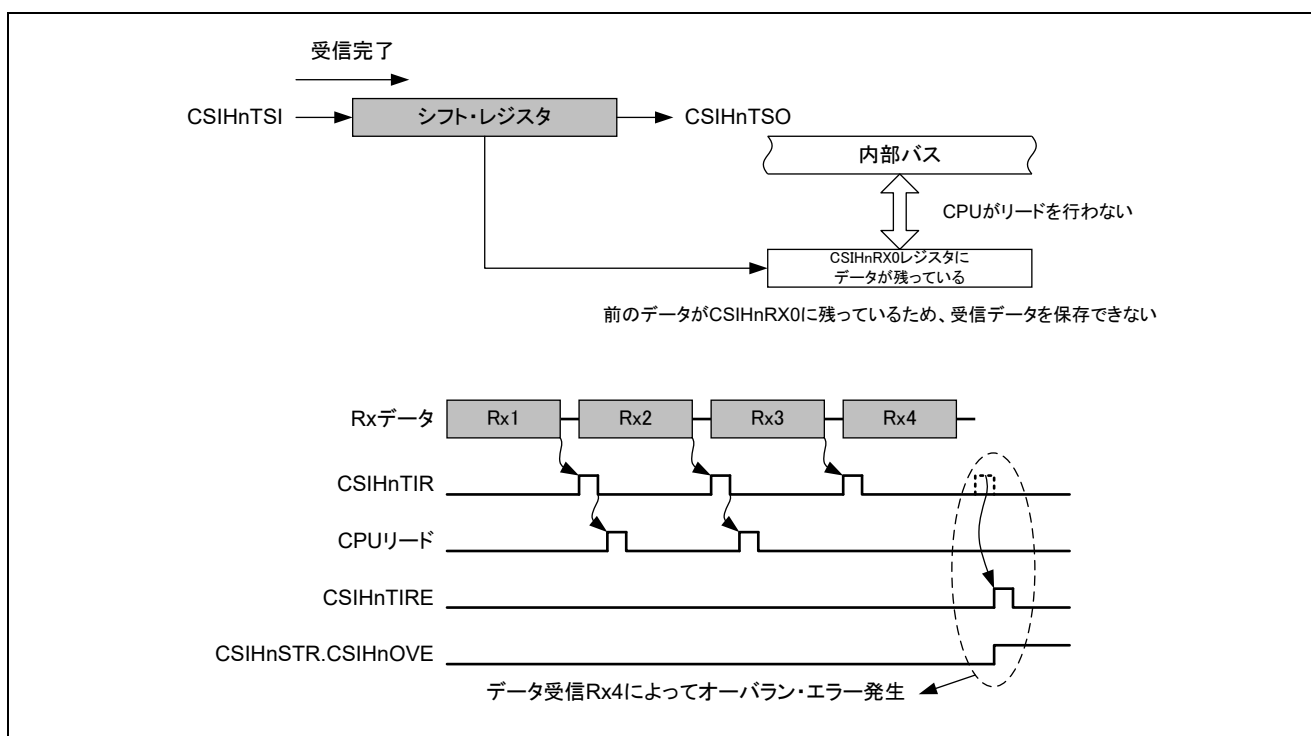 受信完了
CSIHnTSI
シフト・レジスタ
CSIHnTSO
内部バス
CPUがリードを行わない
CSIHnRX0レジスタに
データが残っている
前のデータがCSIHnRX0に残っているため、受信データを保存できない
Rxデータ
Rx1
Rx2
Rx3
Rx4
CSIHnTIR
CPUリード
CSIHnTIRE
CSIHnSTR.CSIHnOVE
データ受信Rx4によってオーバラン・エラー発生